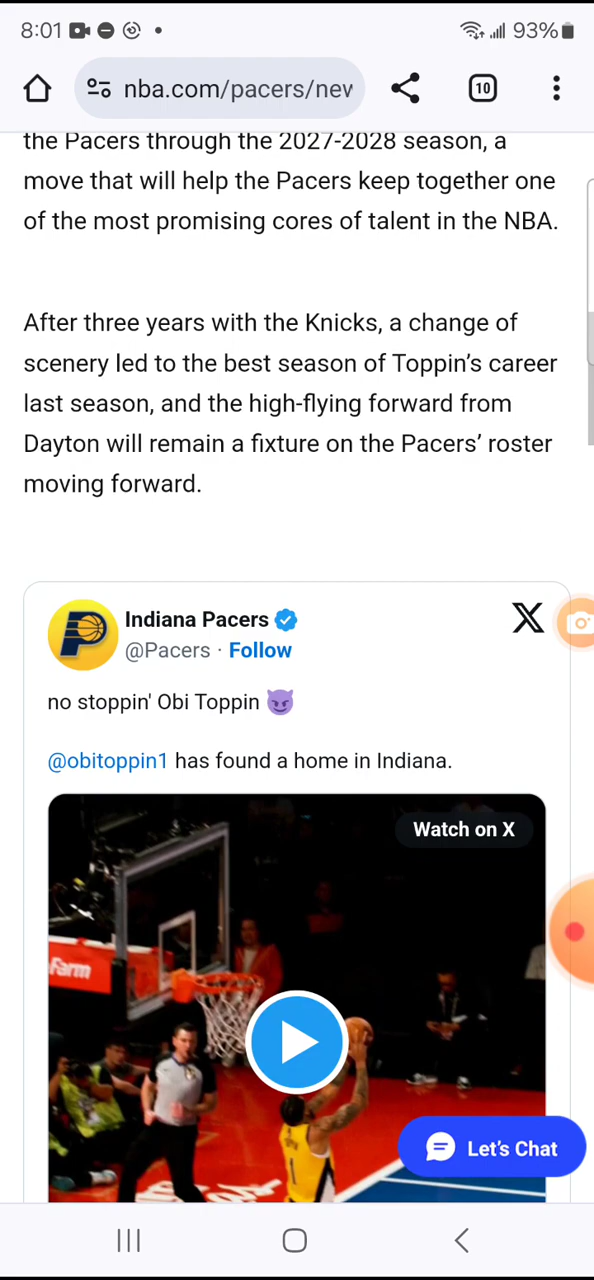 8:01
93%
nba.com/pacers/nev
10
the Pacers through the 2027-2028 season, a
move that will help the Pacers keep together one
of the most promising cores of talent in the NBA.
After three years with the Knicks, a change of
scenery led to the best season of Toppin’s career
last season, and the high-flying forward from
Dayton will remain a fixture on the Pacers’ roster
moving forward.
Indiana Pacers
@Pacers · Follow
no stoppin' Obi Toppin 😈
@obitoppin1 has found a home in Indiana.
Watch on X
Farm
1
Let’s Chat